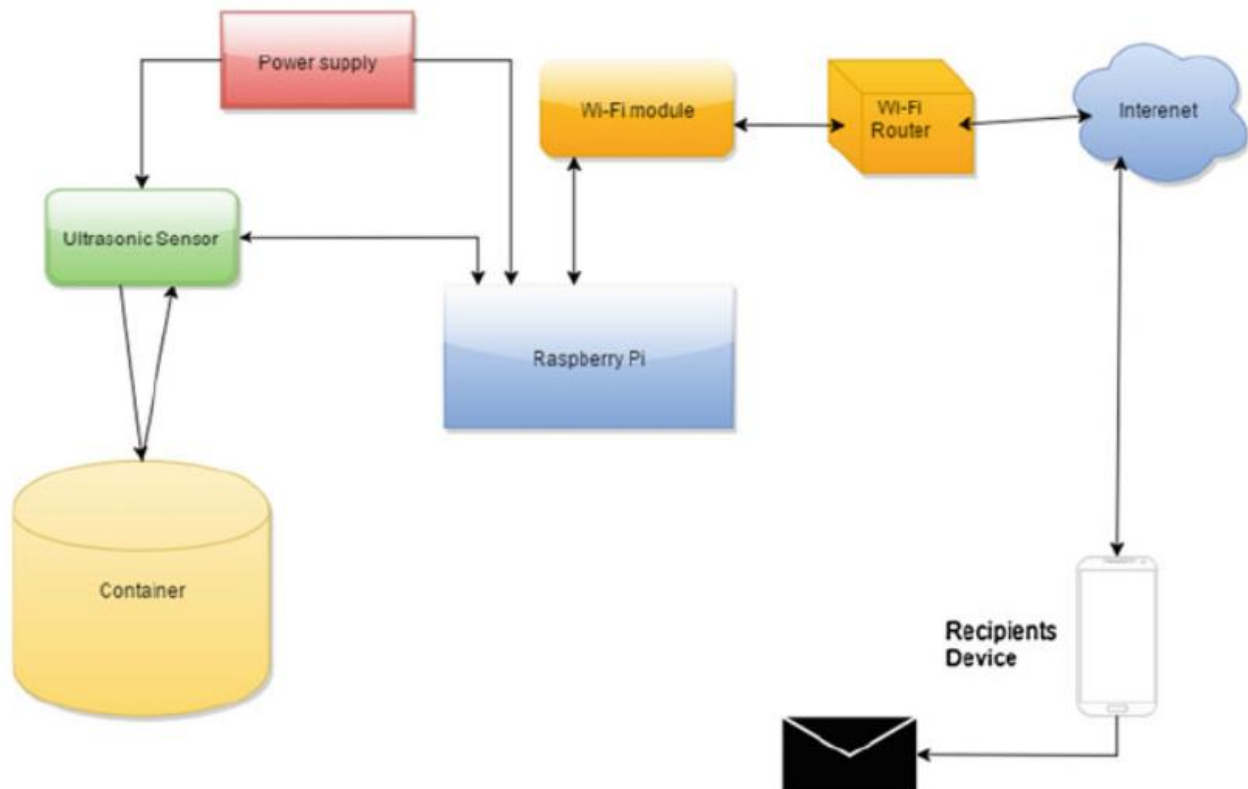 Power supply
Wi-Fi module
Wi-Fi
Router
Interenet
Ultrasonic Sensor
Raspberry Pi
Container
Recipients
Device